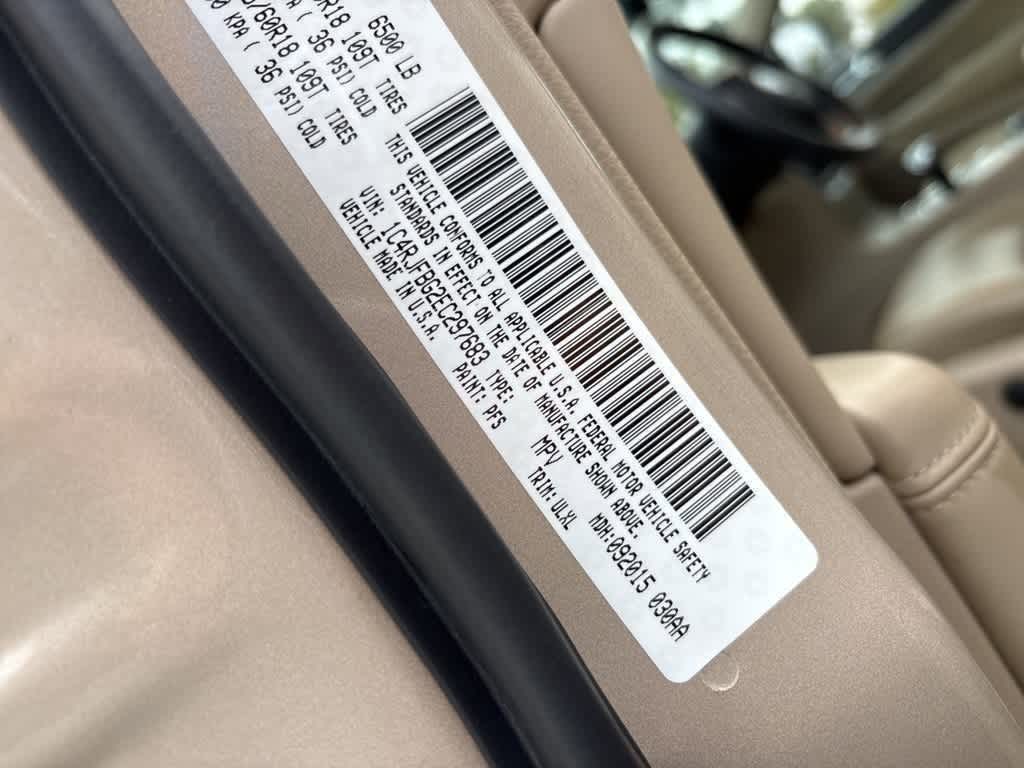 6500 LB
R18 109T TIRES
( 36 PSI) COLD
/60R18 109T TIRES
KPA ( 36 PSI) COLD
THIS VEHICLE CONFORMS TO ALL APPLICABLE U.S.A. FEDERAL MOTOR VEHICLE SAFETY
STANDARDS IN EFFECT ON THE DATE OF MANUFACTURE SHOWN ABOVE. MDH:092015 030AA
VIN: 1C4RJFBG2EC297683 TYPE: MPV
VEHICLE MADE IN U.S.A. PAINT: PFS TRIM: ULXL